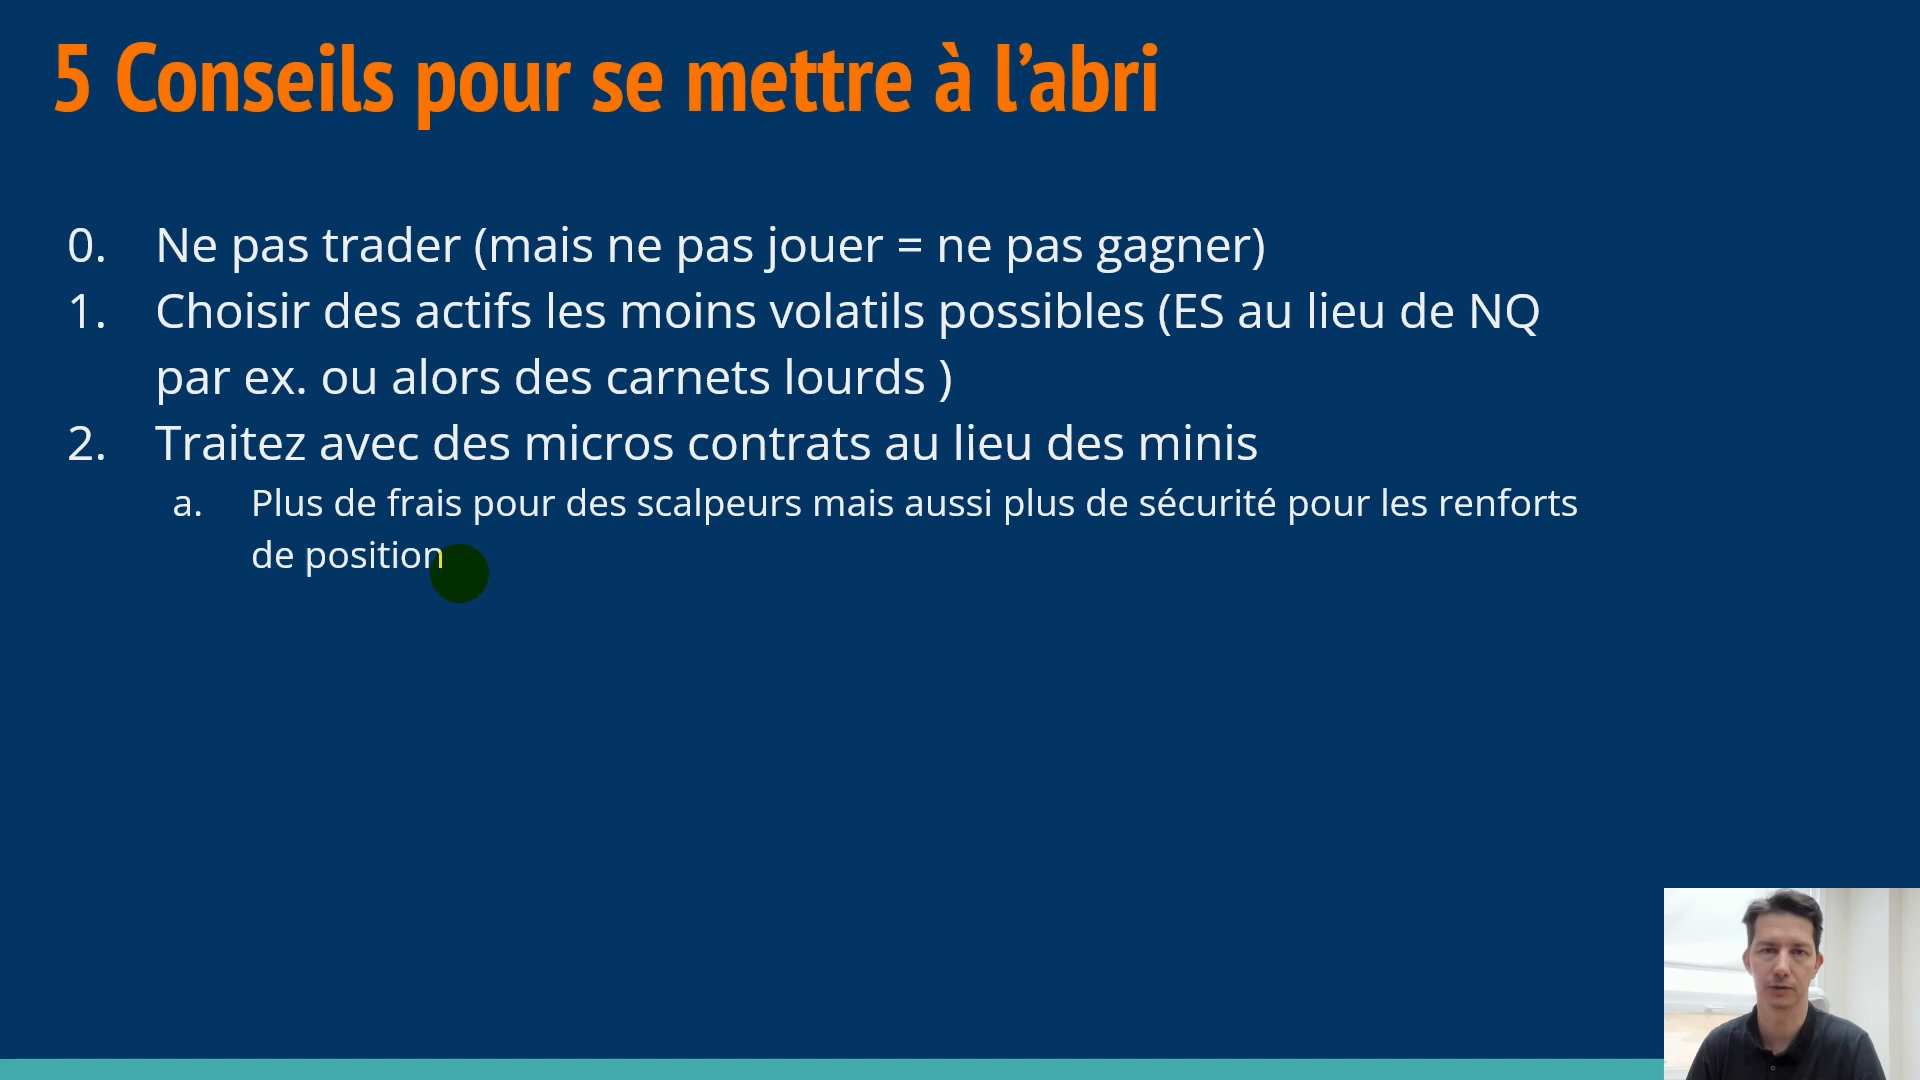 5 Conseils pour se mettre à l’abri
0. Ne pas trader (mais ne pas jouer = ne pas gagner)
1. Choisir des actifs les moins volatils possibles (ES au lieu de NQ
par ex. ou alors des carnets lourds )
2. Traitez avec des micros contrats au lieu des minis
a. Plus de frais pour des scalpeurs mais aussi plus de sécurité pour les renforts
de position